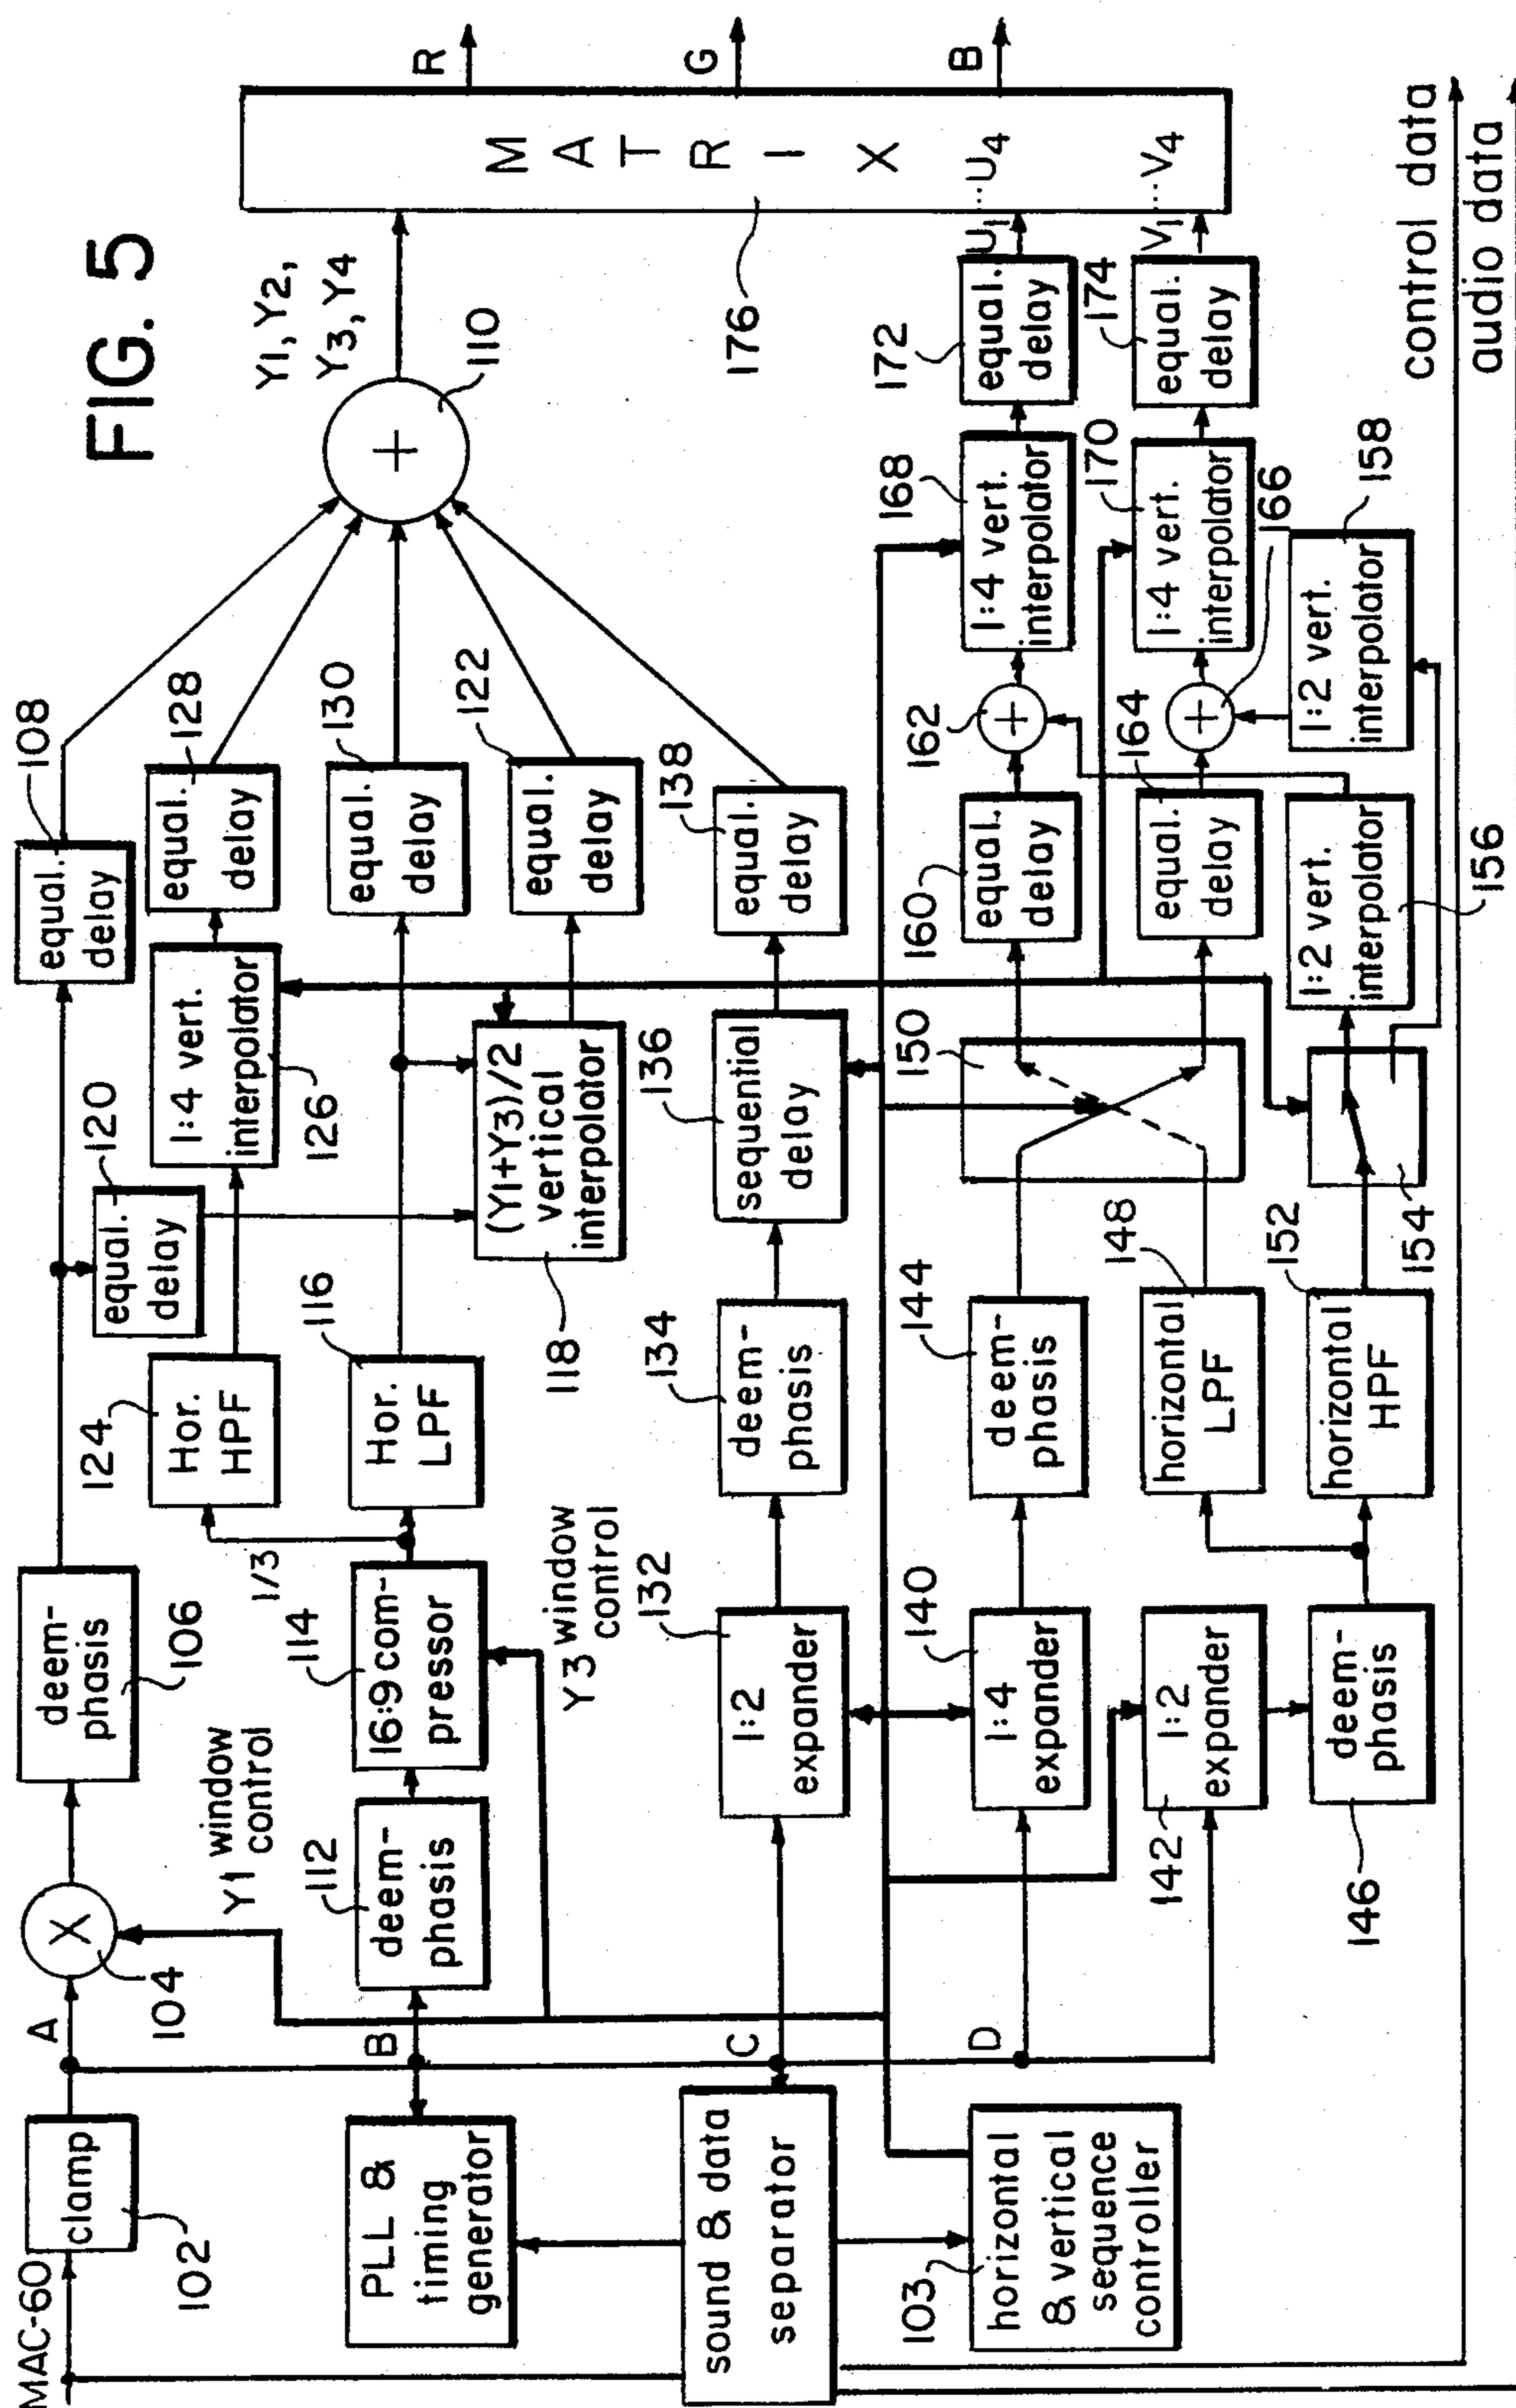 FIG. 5
MAC-60
clamp
102
A
104
Y1 window
control
deem-
phasis
106
equal.
delay
120
equal.
delay
108
Y1, Y2,
Y3, Y4
+
110
MATRIX
176
R
G
B
PLL &
timing
generator
B
deem-
phasis
112
16:9 com-
pressor
114
1/3
Y3 window
control
Hor.
HPF
124
Hor.
LPF
116
1:4 vert.
interpolator
126
(Y1+Y3)/2
vertical
interpolator
118
equal.
delay
128
equal.
delay
130
equal.
delay
122
sound & data
separator
C
1:2
expander
132
deem-
phasis
134
sequential
delay
136
equal.
delay
138
horizontal
& vertical
sequence
controller
103
D
1:4
expander
140
deem-
phasis
144
150
equal.
delay
160
+
162
1:4 vert.
interpolator
168
equal.
delay
172
U1 ...U4
1:2
expander
142
deem-
phasis
146
horizontal
LPF
148
horizontal
HPF
152
154
equal.
delay
164
+
166
1:4 vert.
interpolator
170
equal.
delay
174
V1 ...V4
1:2 vert.
interpolator
156
1:2 vert.
interpolator
158
X
control data
audio data